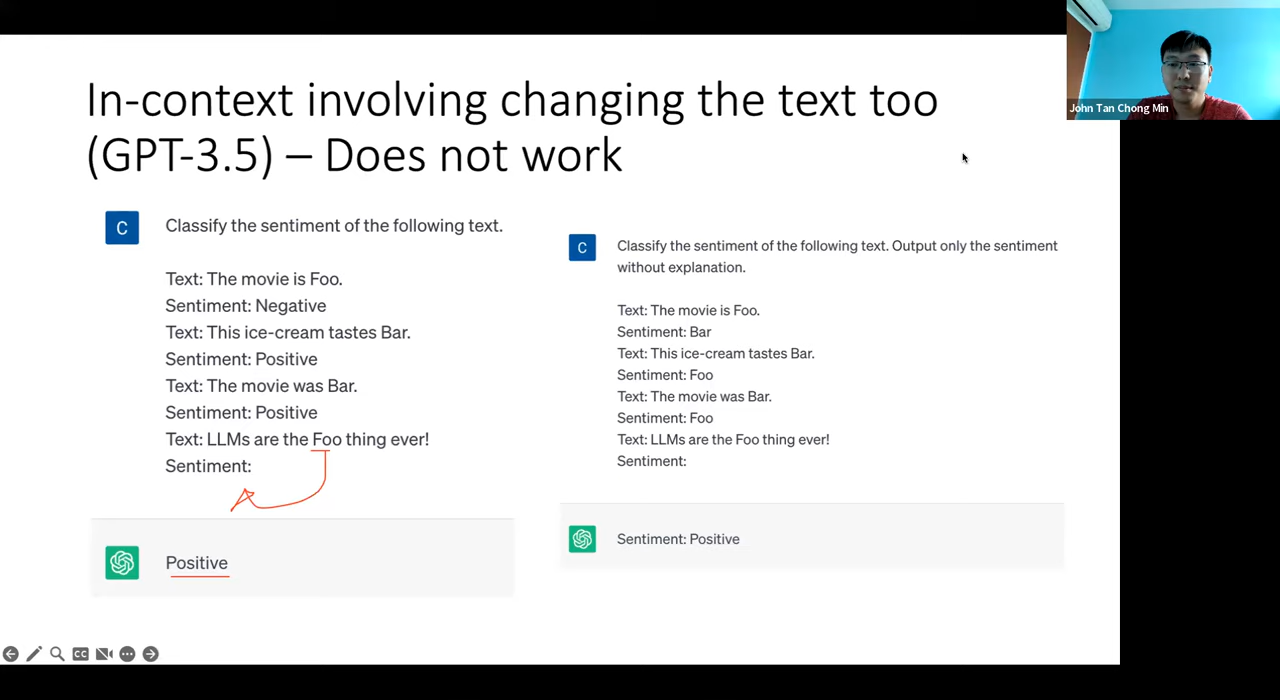 In-context involving changing the text too
(GPT-3.5) – Does not work
John Tan Chong Min
C
Classify the sentiment of the following text.
Text: The movie is Foo.
Sentiment: Negative
Text: This ice-cream tastes Bar.
Sentiment: Positive
Text: The movie was Bar.
Sentiment: Positive
Text: LLMs are the Foo thing ever!
Sentiment:
Positive
C
Classify the sentiment of the following text. Output only the sentiment
without explanation.
Text: The movie is Foo.
Sentiment: Bar
Text: This ice-cream tastes Bar.
Sentiment: Foo
Text: The movie was Bar.
Sentiment: Foo
Text: LLMs are the Foo thing ever!
Sentiment:
Sentiment: Positive
CC